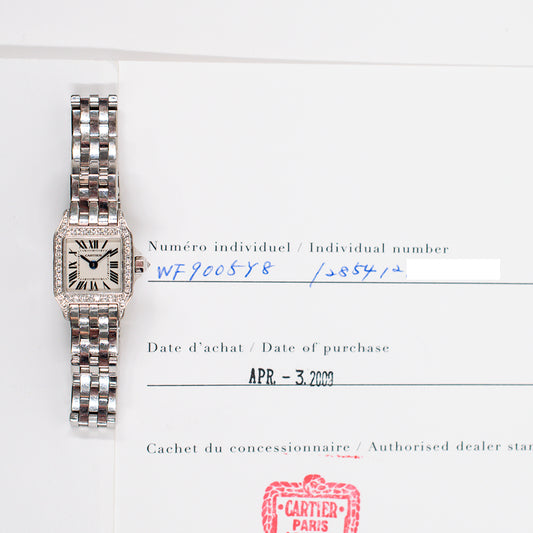 CARTIER
Numéro individuel / Individual number
WF9005Y8 1285412
Date d'achat / Date of purchase
APR. - 3. 2009
Cachet du concessionnaire / Authorised dealer stam
CARTIER
PARIS